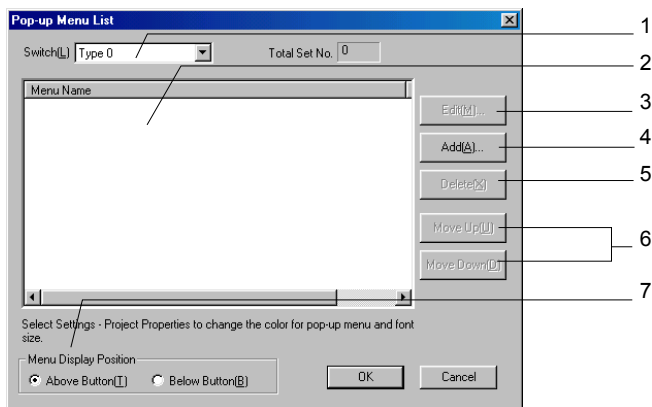 Pop-up Menu List
1
Switch(L) Type 0 Total Set No. 0
2
Menu Name
Edit(M)... 3
Add(A)... 4
Delete(X) 5
Move Up(U)
6
Move Down(D)
7
Select Settings - Project Properties to change the color for pop-up menu and font
size.
Menu Display Position
Above Button(T) Below Button(B) OK Cancel